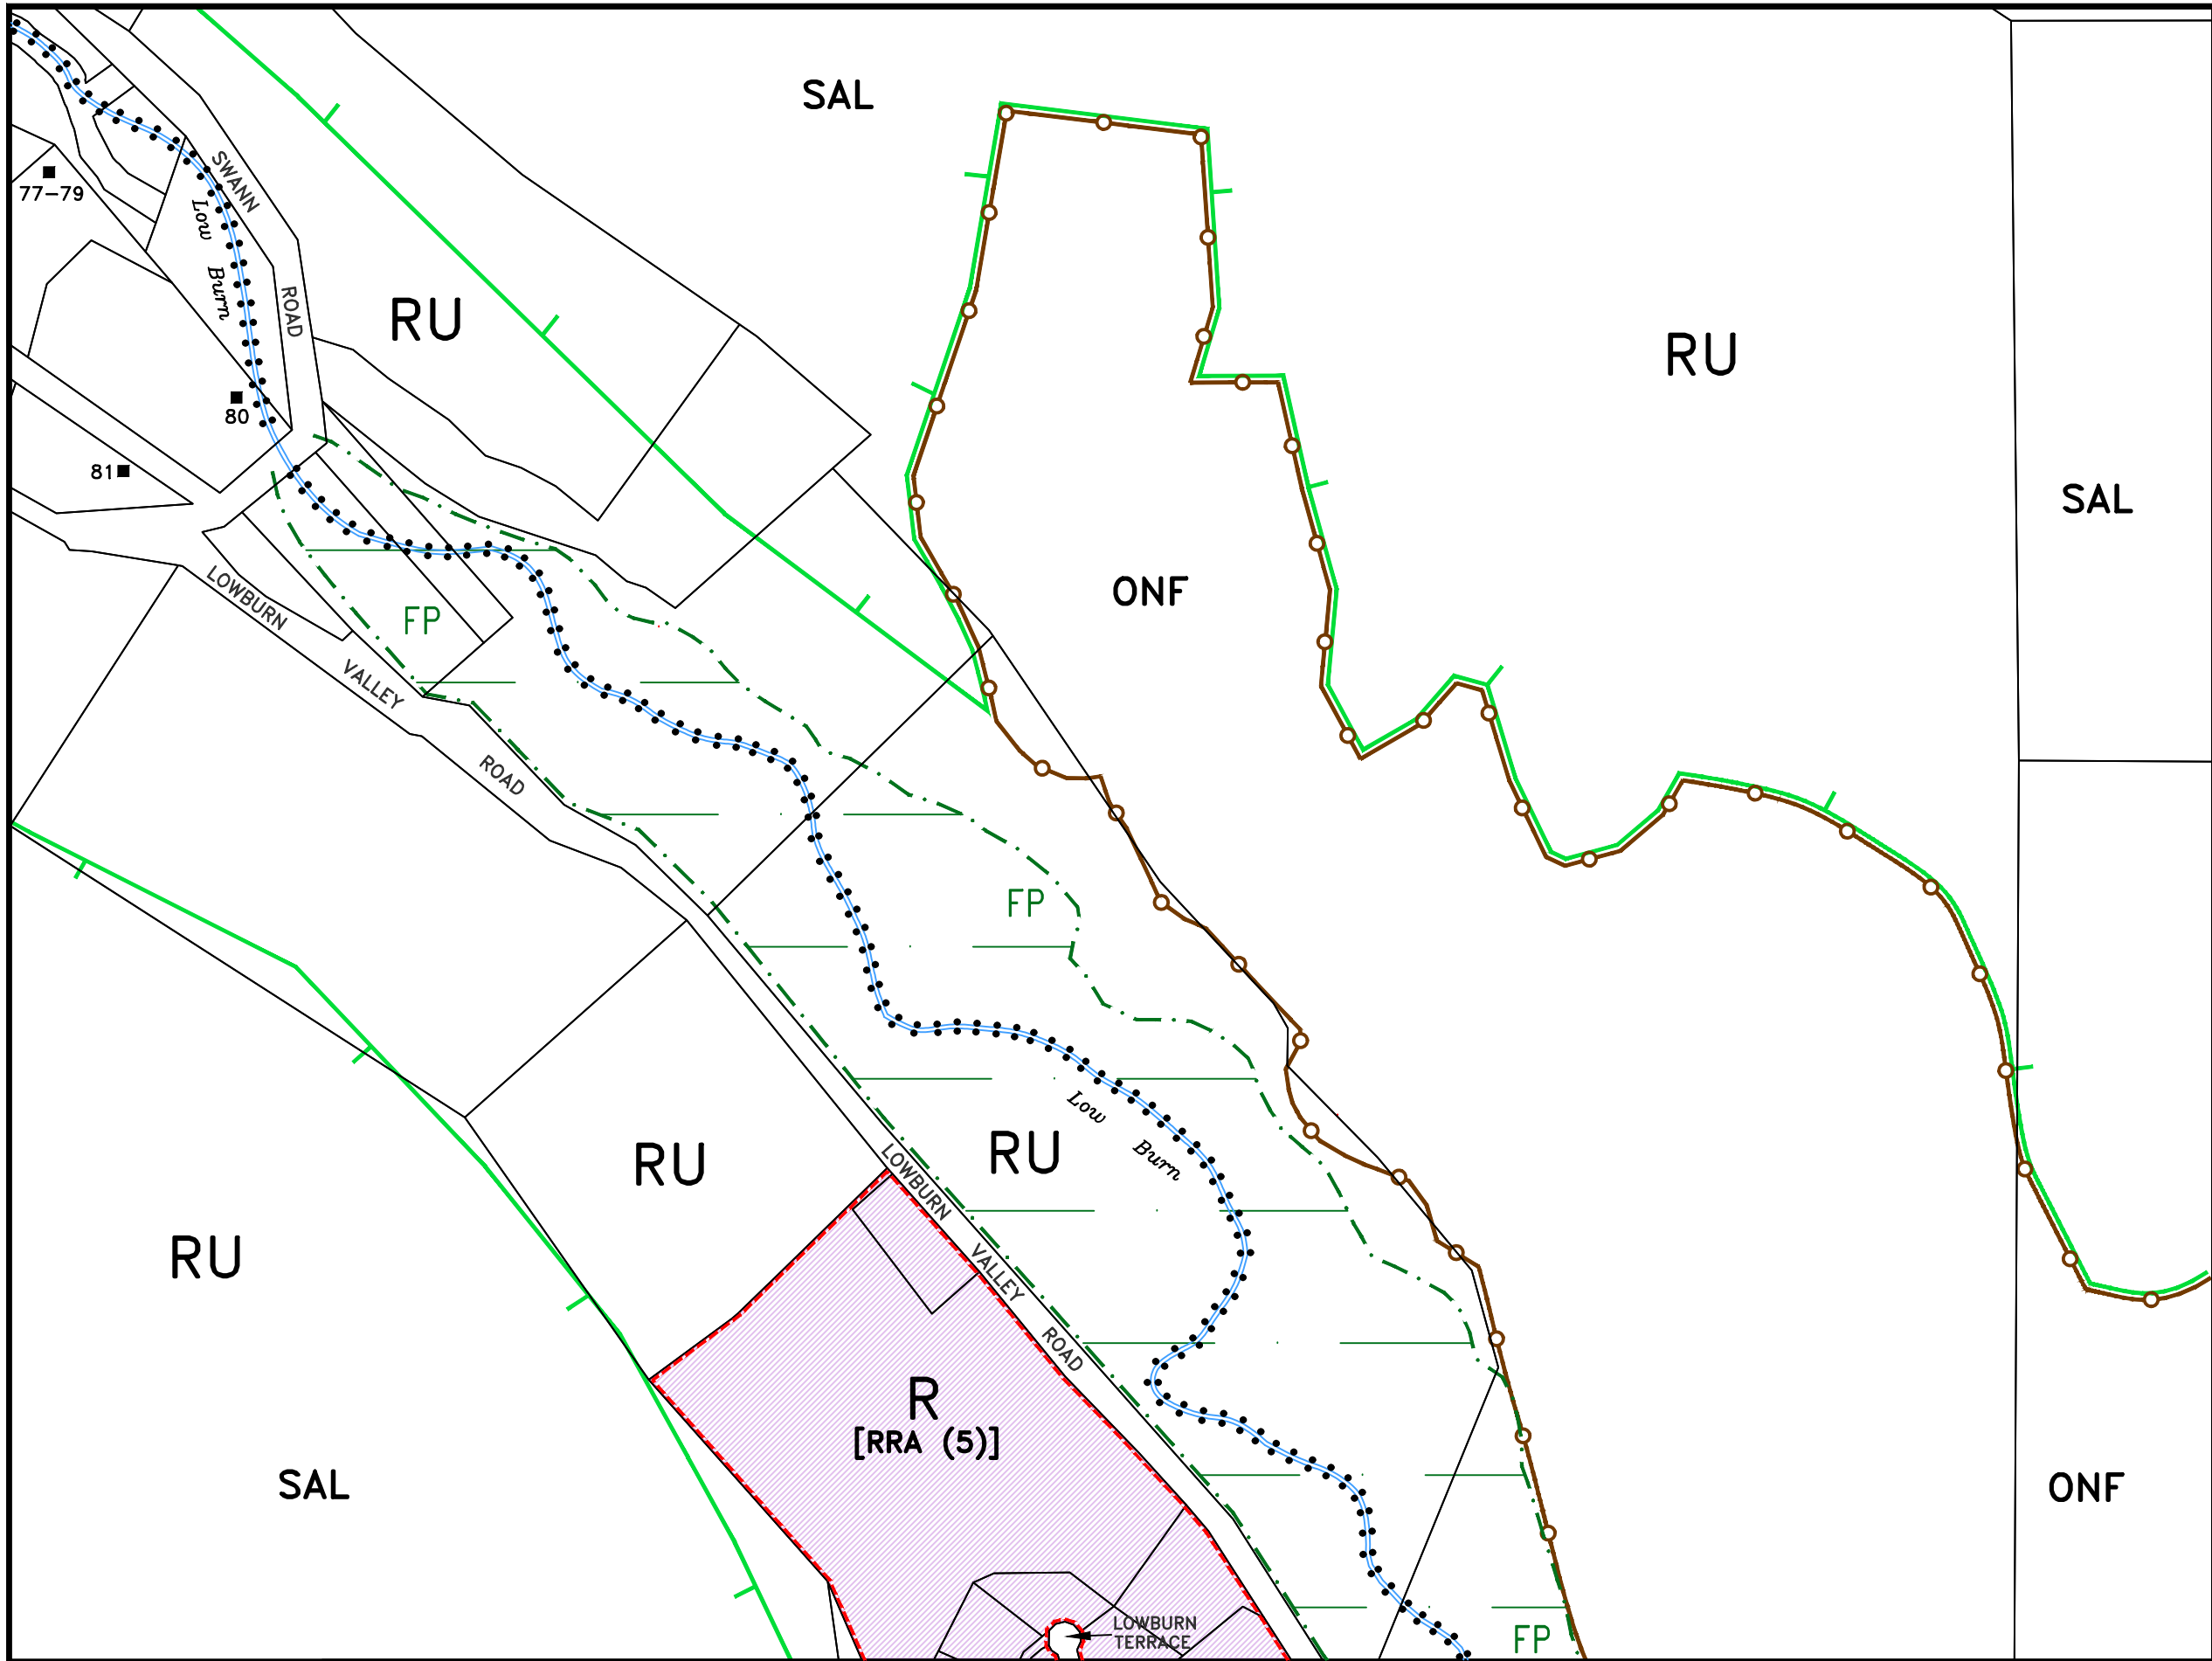 SAL
SWANN
ROAD
77-79
Low
Burn
RU
RU
80
81
SAL
LOWBURN
VALLEY
ROAD
FP
ONF
FP
Low
Burn
RU
RU
LOWBURN
VALLEY
ROAD
RU
R
[RRA (5)]
SAL
ONF
LOWBURN
TERRACE
FP